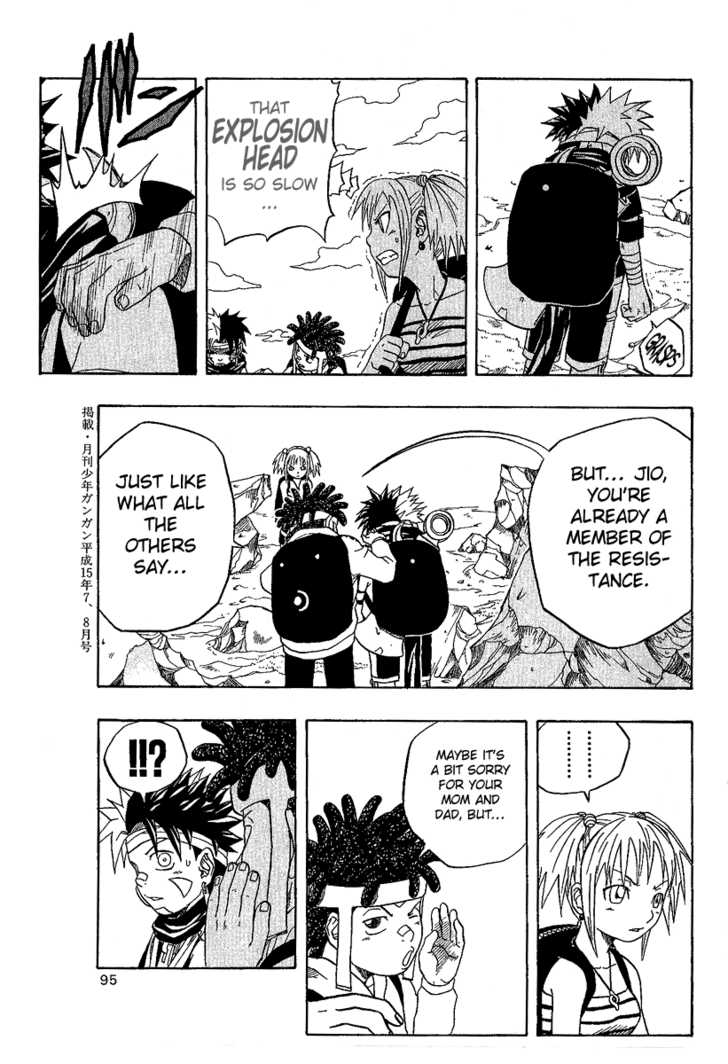 THAT
EXPLOSION
HEAD
IS SO SLOW
...
BUT... JIO,
YOU'RE
ALREADY A
MEMBER OF
THE RESIS-
TANCE.
JUST LIKE
WHAT ALL
THE
OTHERS
SAY...
掲載・月刊少年ガンガン平成15年7、8月号
......
MAYBE IT'S
A BIT SORRY
FOR YOUR
MOM AND
DAD, BUT...
!!?
95